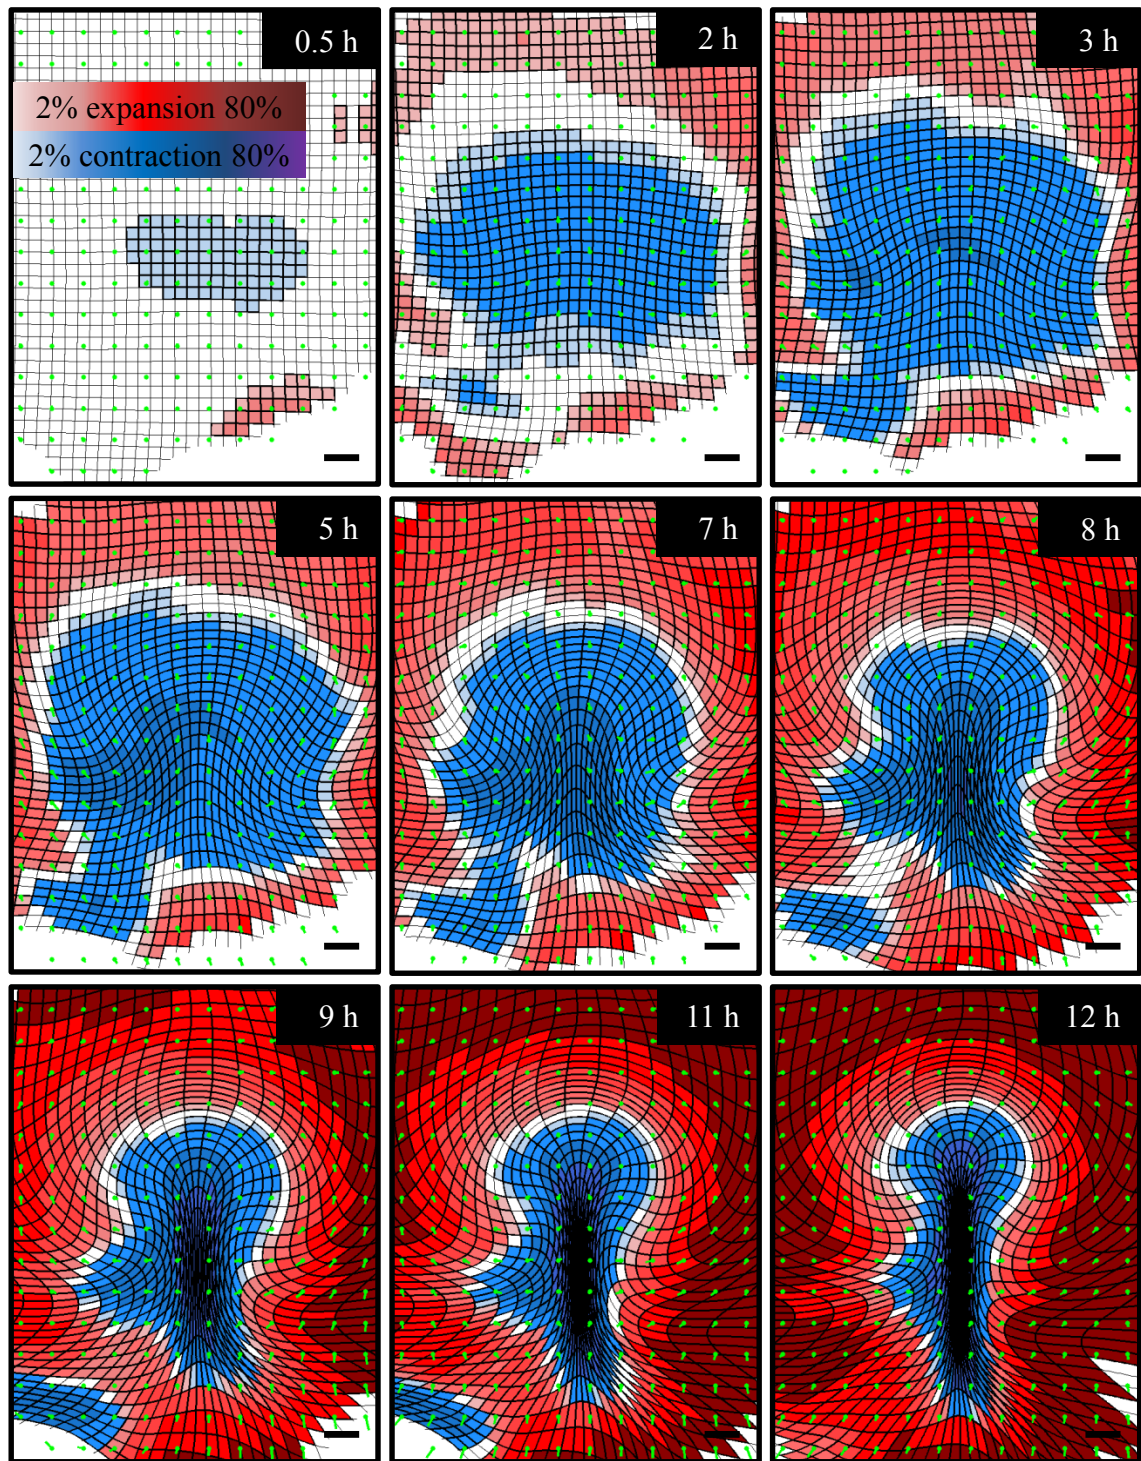 0.5 h
2 h
3 h
2% expansion 80%
2% contraction 80%
5 h
7 h
8 h
9 h
11 h
12 h